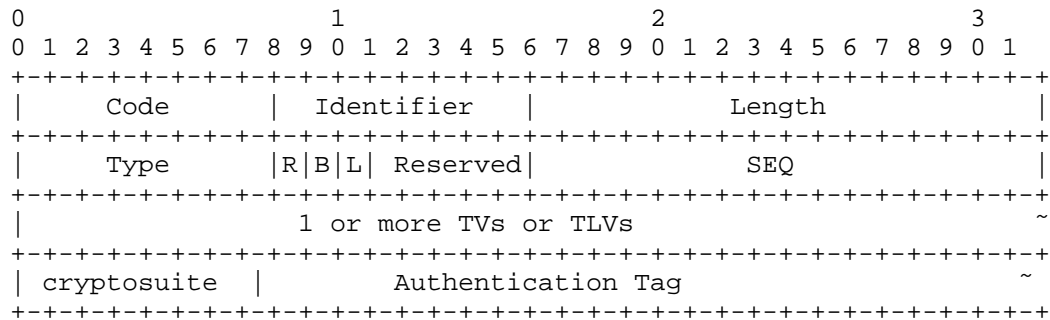 0                   1                   2                   3
0 1 2 3 4 5 6 7 8 9 0 1 2 3 4 5 6 7 8 9 0 1 2 3 4 5 6 7 8 9 0 1
+-+-+-+-+-+-+-+-+-+-+-+-+-+-+-+-+-+-+-+-+-+-+-+-+-+-+-+-+-+-+-+-+
|     Code      |  Identifier   |            Length             |
+-+-+-+-+-+-+-+-+-+-+-+-+-+-+-+-+-+-+-+-+-+-+-+-+-+-+-+-+-+-+-+-+
|     Type      |R|B|L| Reserved|             SEQ               |
+-+-+-+-+-+-+-+-+-+-+-+-+-+-+-+-+-+-+-+-+-+-+-+-+-+-+-+-+-+-+-+-+
|                 1 or more TVs or TLVs                       ~
+-+-+-+-+-+-+-+-+-+-+-+-+-+-+-+-+-+-+-+-+-+-+-+-+-+-+-+-+-+-+-+-+
| cryptosuite  |        Authentication Tag                     ~
+-+-+-+-+-+-+-+-+-+-+-+-+-+-+-+-+-+-+-+-+-+-+-+-+-+-+-+-+-+-+-+-+